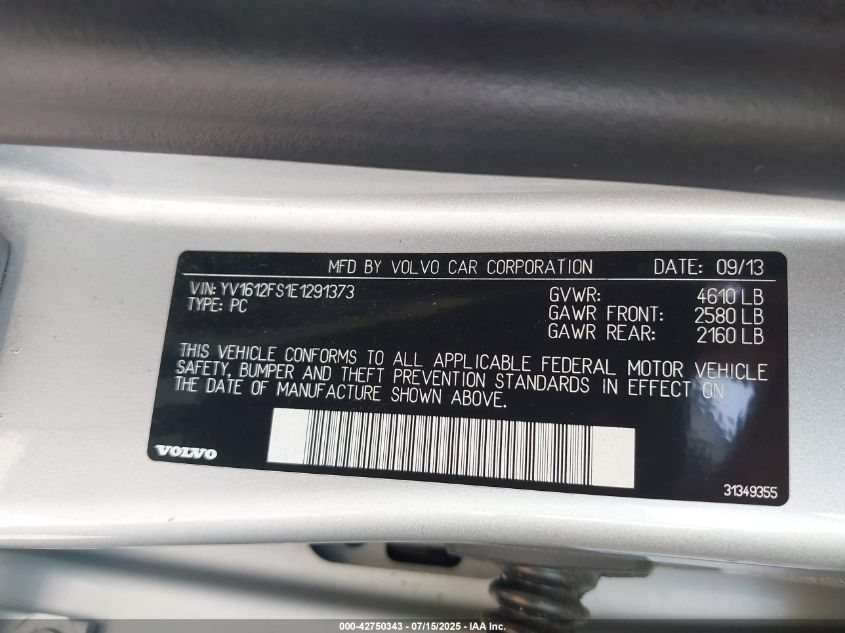 MFD BY VOLVO CAR CORPORATION DATE: 09/13
VIN: YV1612FS1E1291373 GVWR: 4610 LB
TYPE: PC GAWR FRONT: 2580 LB
GAWR REAR: 2160 LB
THIS VEHICLE CONFORMS TO ALL APPLICABLE FEDERAL MOTOR VEHICLE
SAFETY, BUMPER AND THEFT PREVENTION STANDARDS IN EFFECT ON
THE DATE OF MANUFACTURE SHOWN ABOVE.
VOLVO
31349355
000-42750343 - 07/15/2025 - IAA Inc.